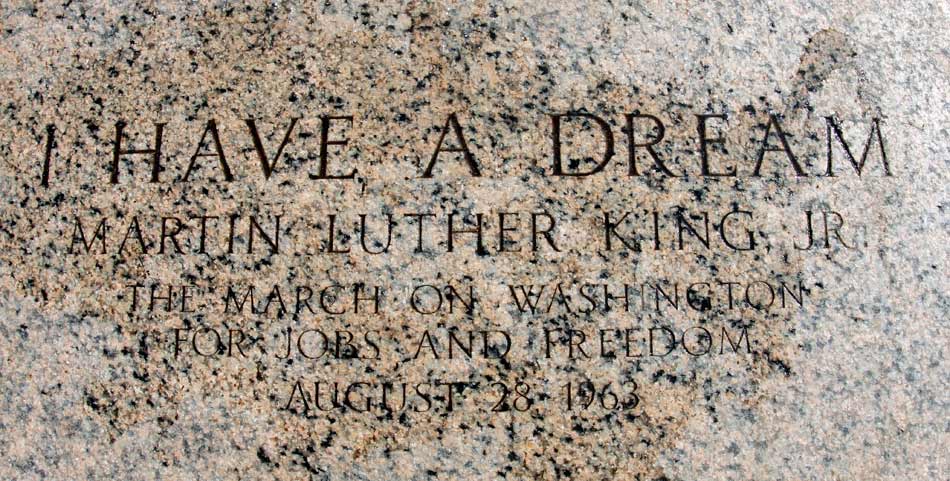 I HAVE A DREAM
MARTIN LUTHER KING, JR.
THE MARCH ON WASHINGTON
FOR JOBS AND FREEDOM
AUGUST 28 1963